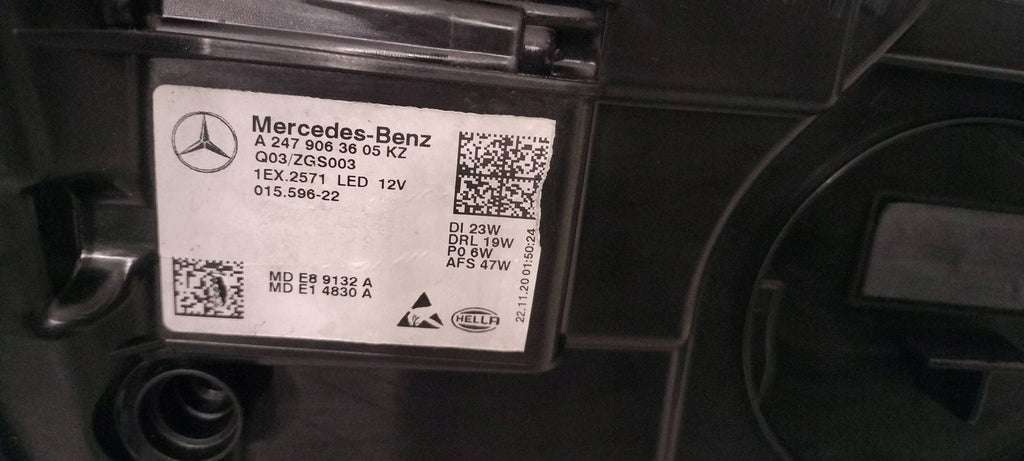 Mercedes-Benz
A 247 906 36 05 KZ
Q03/ZGS003
1EX.2571 LED 12V
015.596-22
DI 23W
DRL 19W
PO 6W
AFS 47W
MD E8 9132 A
MD E1 4830 A
HELLA
22.11.20 01:50:24